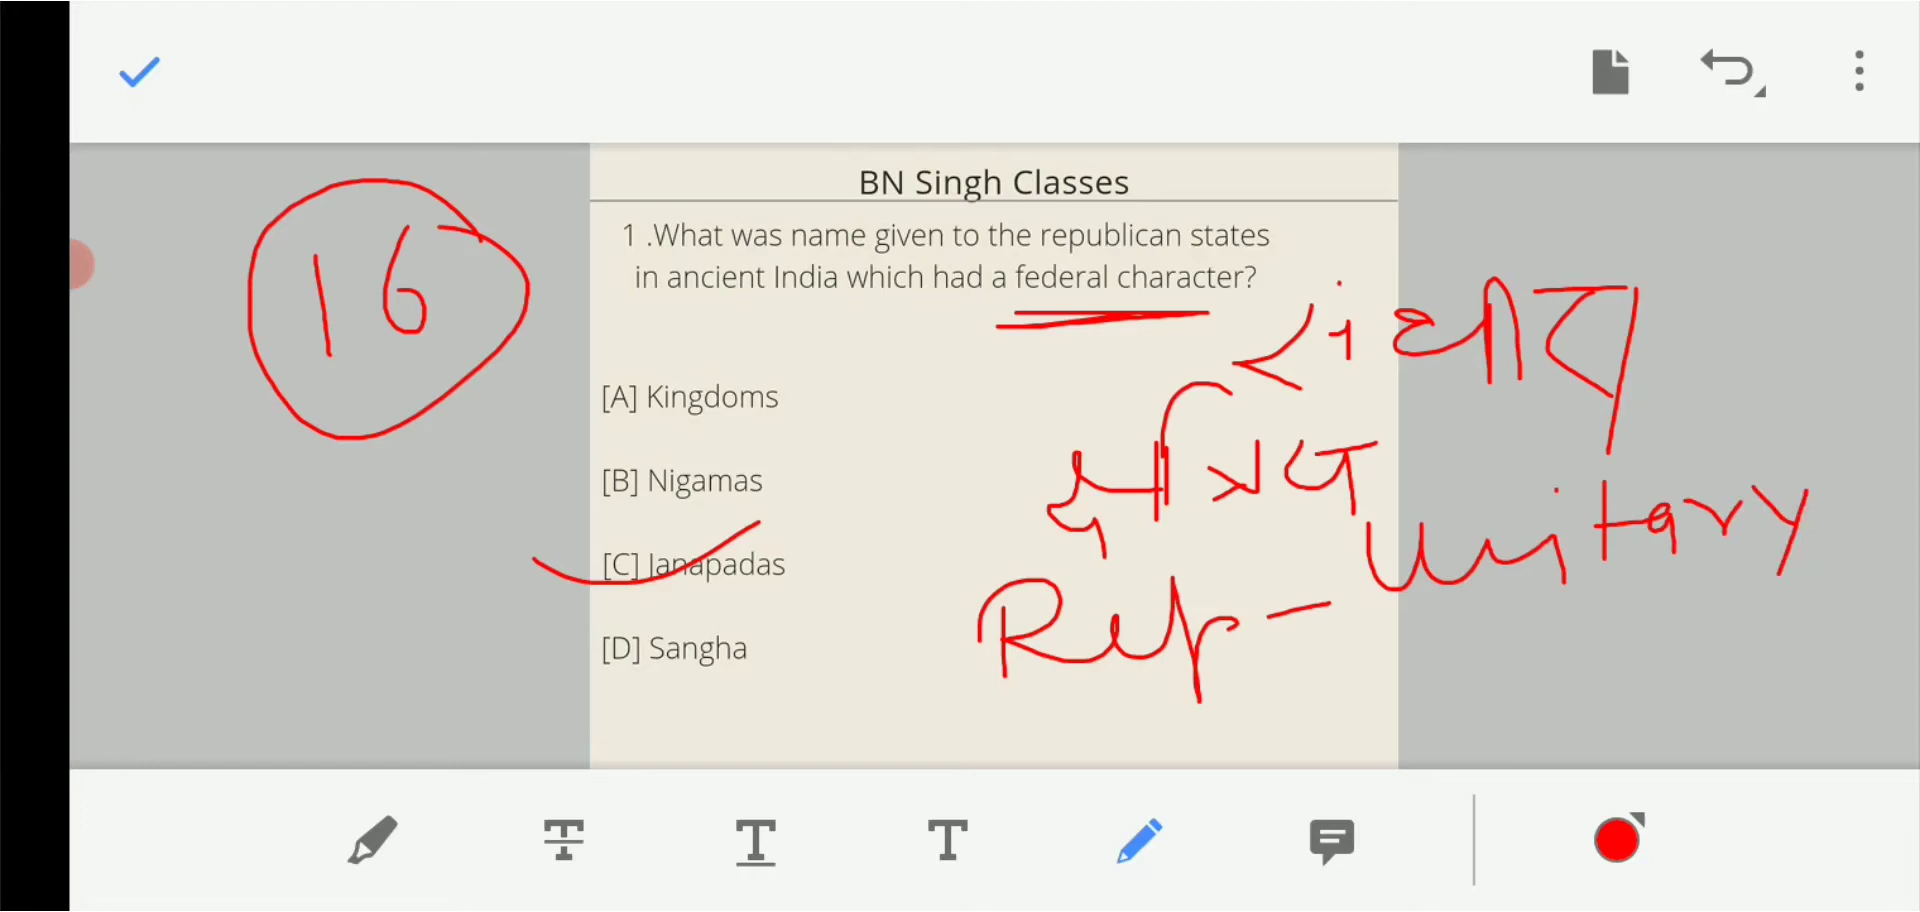 BN Singh Classes
1 .What was name given to the republican states
in ancient India which had a federal character?
16
[A] Kingdoms
[B] Nigamas
[C] Janapadas
[D] Sangha
Unitary
Rep -